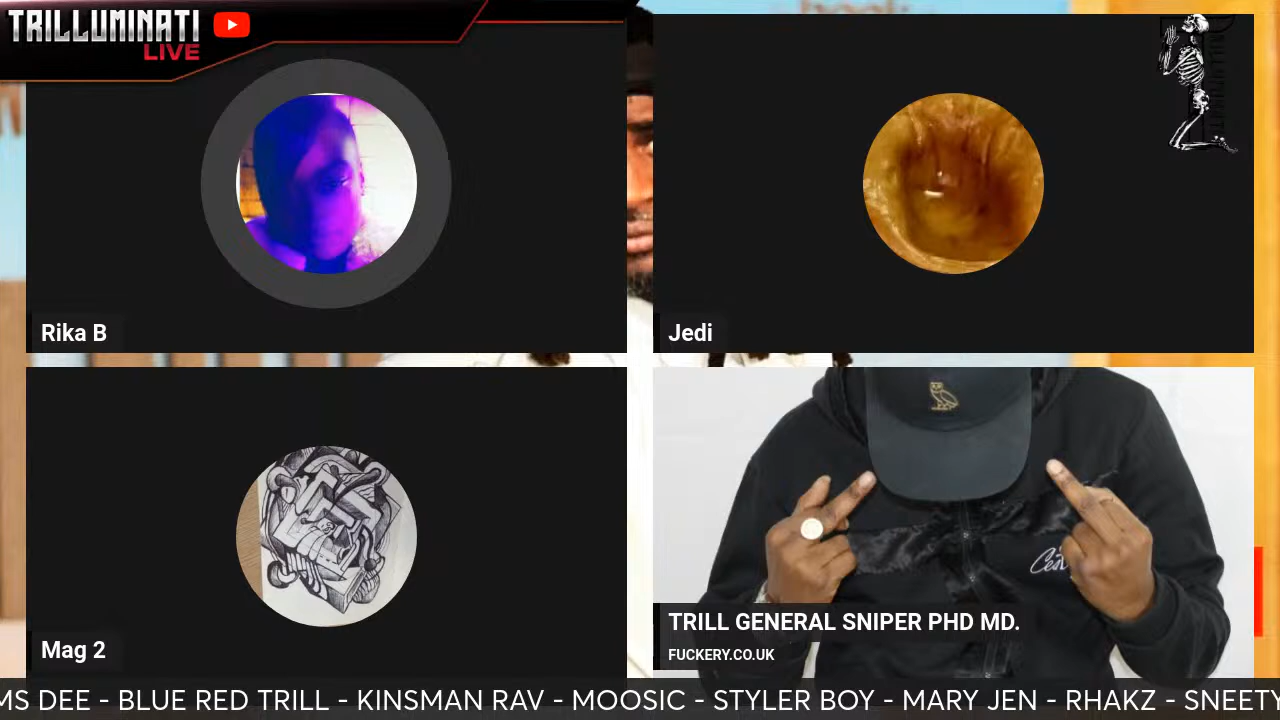 TRILLUMINATI
LIVE
Rika B
Jedi
Mag 2
TRILL GENERAL SNIPER PHD MD.
FUCKERY.CO.UK
MS DEE - BLUE RED TRILL - KINSMAN RAV - MOOSIC - STYLER BOY - MARY JEN - RHAKZ - SNEETY